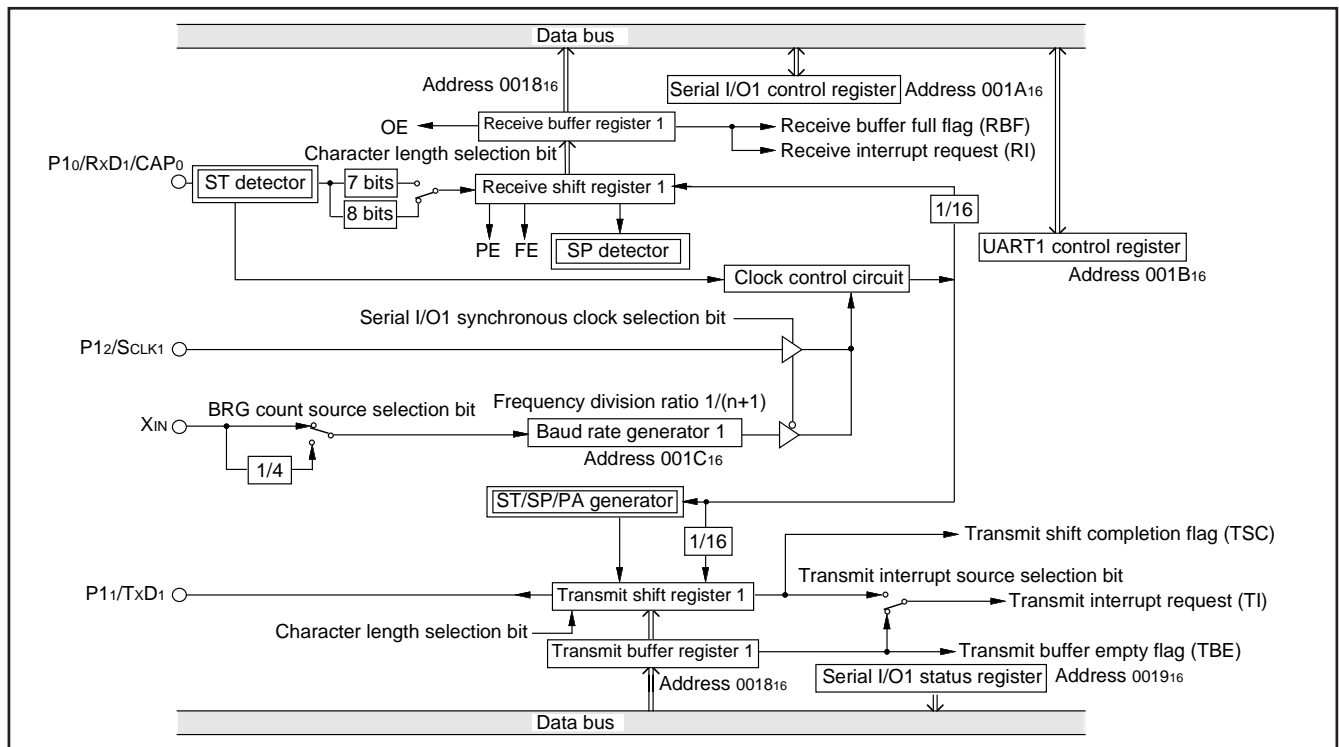 Data bus
Address 001816
Serial I/O1 control register Address 001A16
OE
Receive buffer register 1
Receive buffer full flag (RBF)
Receive interrupt request (RI)
Character length selection bit
P10/RXD1/CAP0
ST detector
7 bits
8 bits
Receive shift register 1
1/16
PE FE
SP detector
UART1 control register
Address 001B16
Clock control circuit
Serial I/O1 synchronous clock selection bit
P12/SCLK1
XIN
BRG count source selection bit
Frequency division ratio 1/(n+1)
Baud rate generator 1
Address 001C16
1/4
ST/SP/PA generator
1/16
Transmit shift completion flag (TSC)
Transmit interrupt source selection bit
P11/TXD1
Transmit shift register 1
Transmit interrupt request (TI)
Character length selection bit
Transmit buffer register 1
Transmit buffer empty flag (TBE)
Address 001816
Serial I/O1 status register Address 001916
Data bus